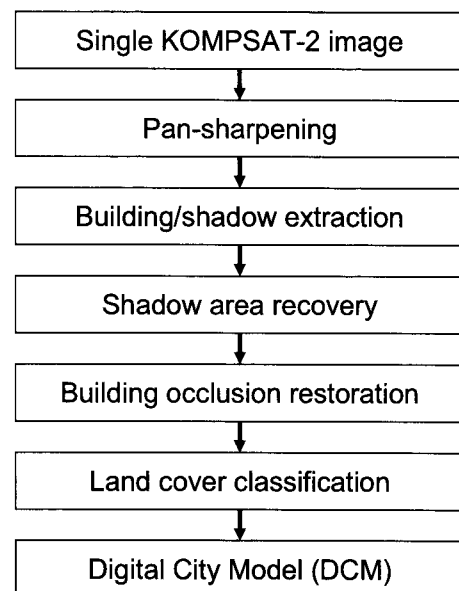 Single KOMPSAT-2 image
Pan-sharpening
Building/shadow extraction
Shadow area recovery
Building occlusion restoration
Land cover classification
Digital City Model (DCM)